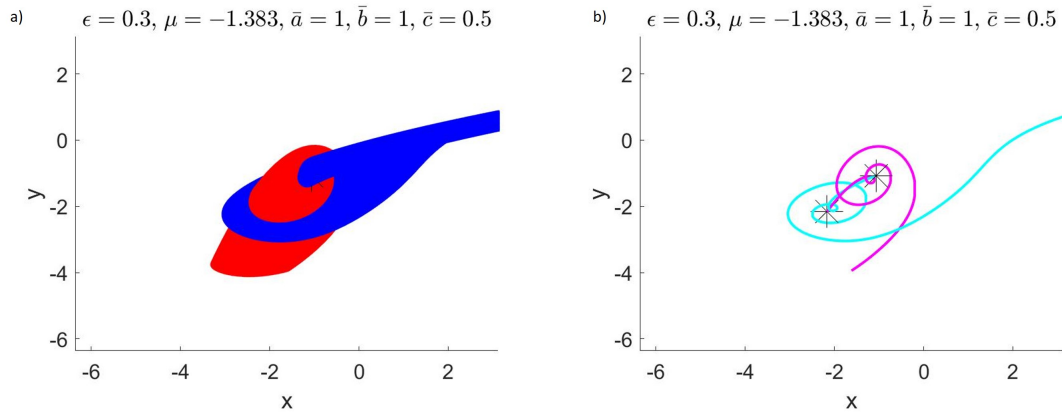 a) ϵ = 0.3, μ = −1.383, ā = 1, b̄ = 1, c̄ = 0.5
2
0
-2
-4
-6
y
-6 -4 -2 0 2
x
b) ϵ = 0.3, μ = −1.383, ā = 1, b̄ = 1, c̄ = 0.5
2
0
-2
-4
-6
y
-6 -4 -2 0 2
x